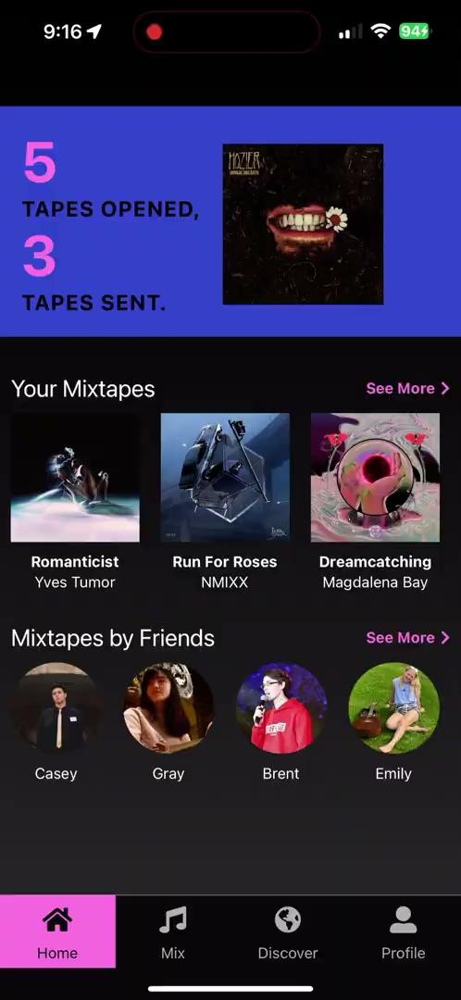 9:16
94
5
TAPES OPENED,
3
TAPES SENT.
HOZIER
Your Mixtapes
See More
Romanticist
Yves Tumor
Run For Roses
NMIXX
Dreamcatching
Magdalena Bay
Mixtapes by Friends
See More
Casey
Gray
Brent
Emily
Home
Mix
Discover
Profile